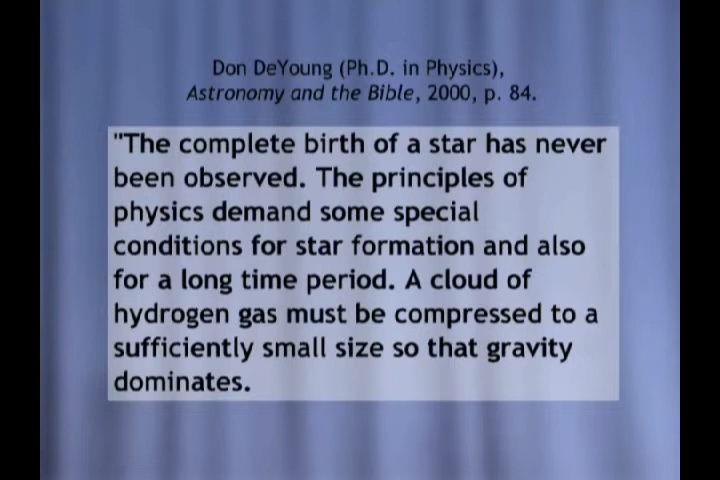 Don DeYoung (Ph.D. in Physics),
Astronomy and the Bible, 2000, p. 84.
"The complete birth of a star has never
been observed. The principles of
physics demand some special
conditions for star formation and also
for a long time period. A cloud of
hydrogen gas must be compressed to a
sufficiently small size so that gravity
dominates.